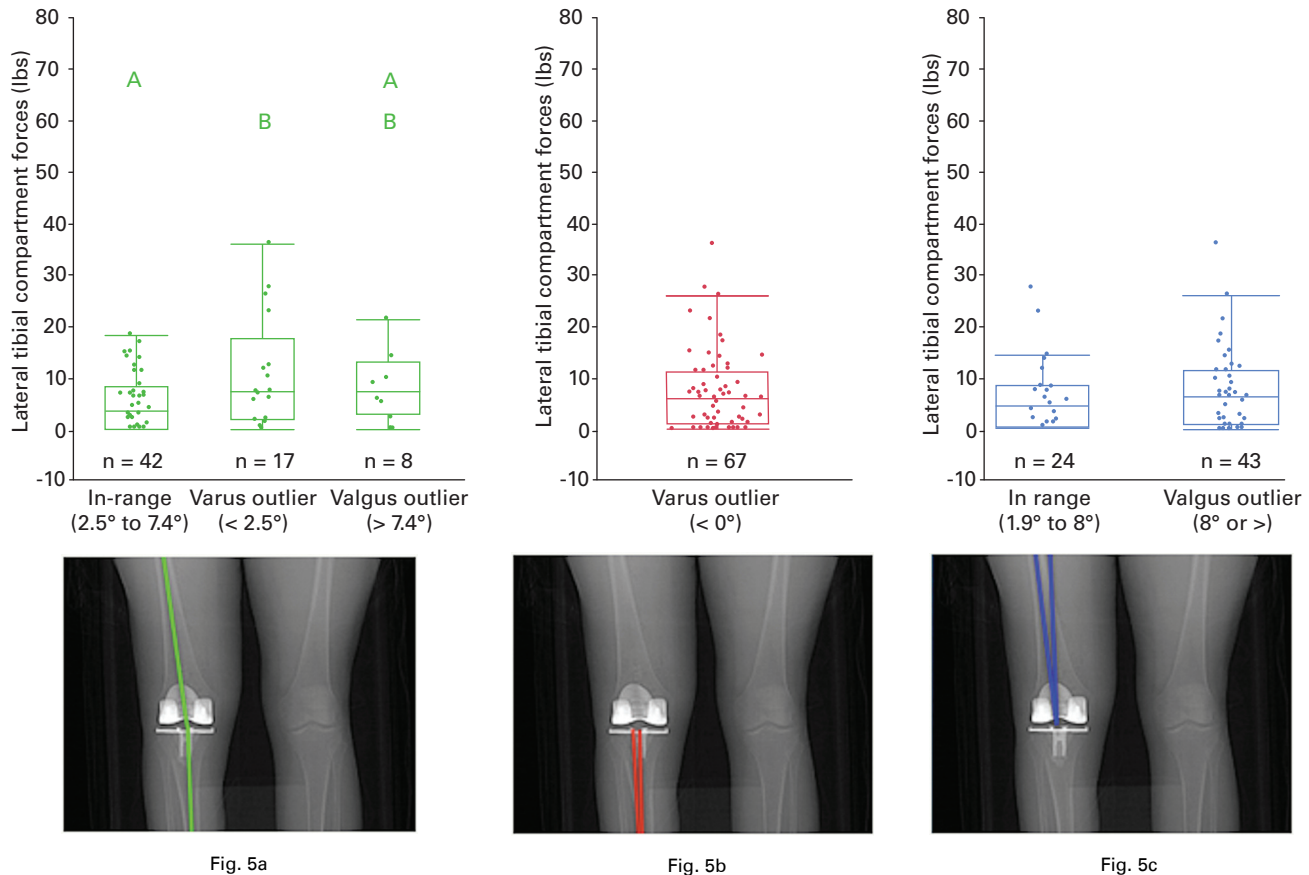 Lateral tibial compartment forces (lbs)
80
70
60
50
40
30
20
10
0
-10
A
B
A
B
n = 42
n = 17
n = 8
In-range
(2.5° to 7.4°)
Varus outlier
(< 2.5°)
Valgus outlier
(> 7.4°)
Fig. 5a
Lateral tibial compartment forces (lbs)
80
70
60
50
40
30
20
10
0
-10
n = 67
Varus outlier
(< 0°)
Fig. 5b
Lateral tibial compartment forces (lbs)
80
70
60
50
40
30
20
10
0
-10
n = 24
n = 43
In range
(1.9° to 8°)
Valgus outlier
(8° or >)
Fig. 5c